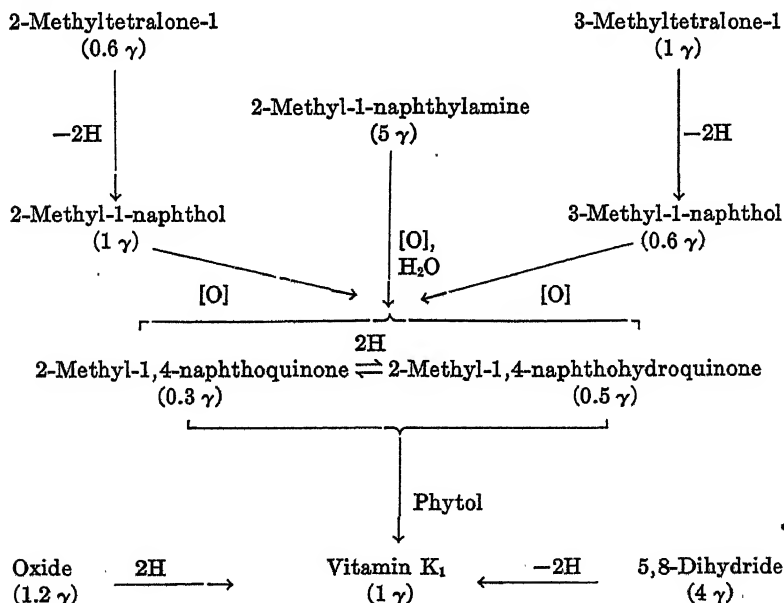 2-Methyltetralone-1 3-Methyltetralone-1
(0.6 γ) (1 γ)
2-Methyl-1-naphthylamine
(5 γ)
—2H —2H
2-Methyl-1-naphthol 3-Methyl-1-naphthol
(1 γ) (0.6 γ)
[O],
H₂O
[O] [O]
2H
2-Methyl-1,4-naphthoquinone ⇌ 2-Methyl-1,4-naphthohydroquinone
(0.3 γ) (0.5 γ)
Phytol
Oxide 2H Vitamin K₁ —2H 5,8-Dihydride
(1.2 γ) (1 γ) (4 γ)